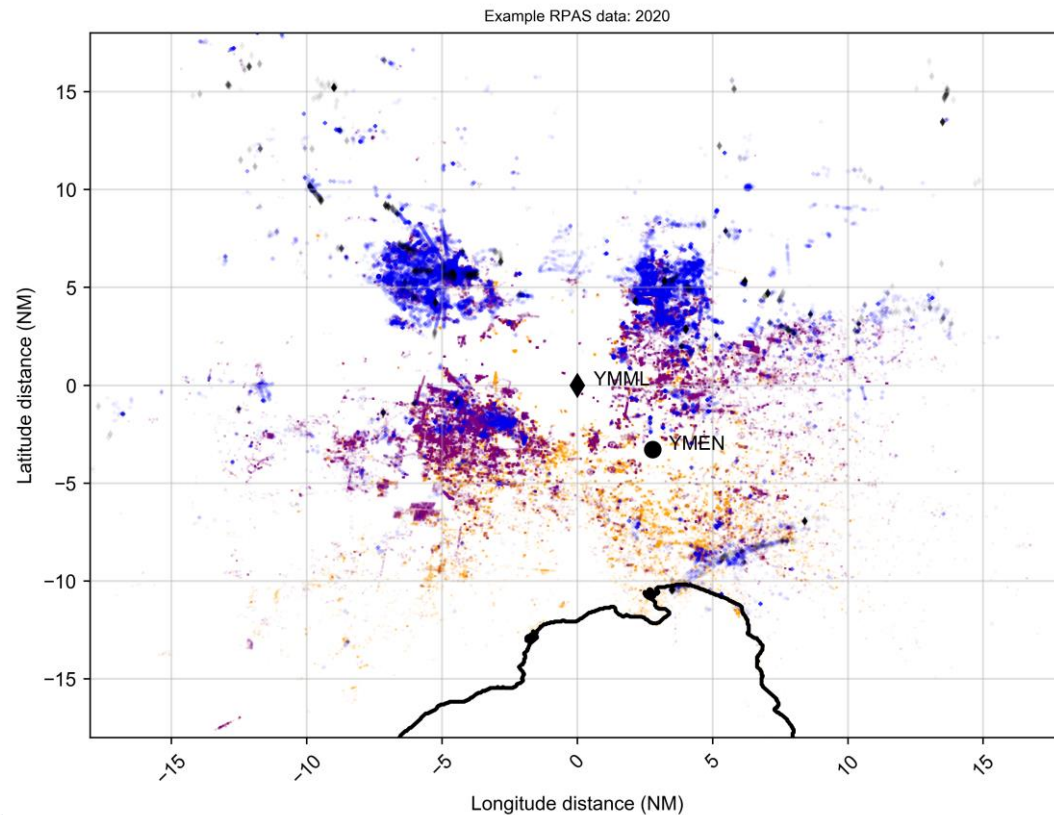 Example RPAS data: 2020
15
10
5
0
−5
−10
−15
YMML
YMEN
Latitude distance (NM)
−15
−10
−5
0
5
10
15
Longitude distance (NM)